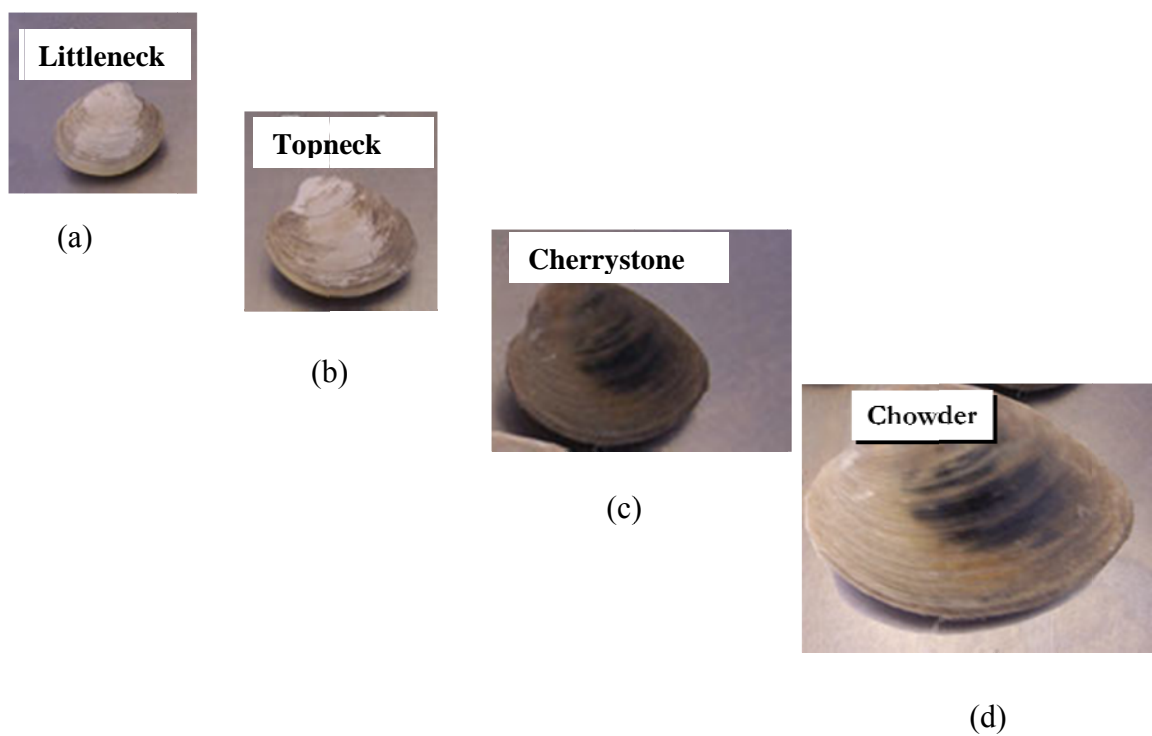 Littleneck
(a)
Topneck
(b)
Cherrystone
(c)
Chowder
(d)